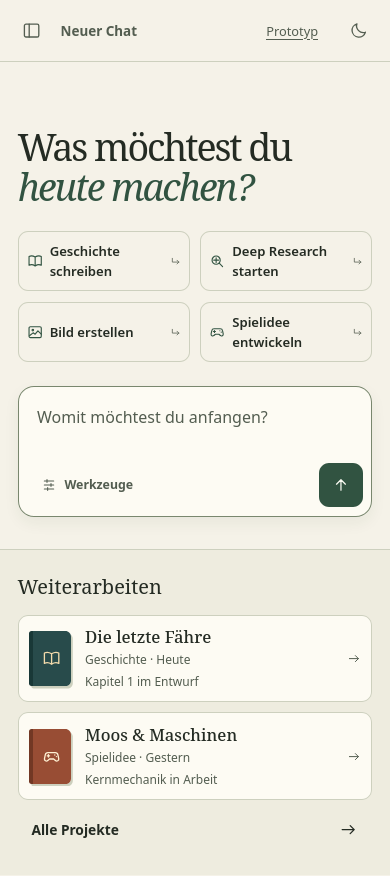 Neuer Chat
Prototyp
Was möchtest du
heute machen?
Geschichte
schreiben
Deep Research
starten
Bild erstellen
Spielidee
entwickeln
Womit möchtest du anfangen?
Werkzeuge
Weiterarbeiten
Die letzte Fähre
Geschichte · Heute
Kapitel 1 im Entwurf
Moos & Maschinen
Spielidee · Gestern
Kernmechanik in Arbeit
Alle Projekte